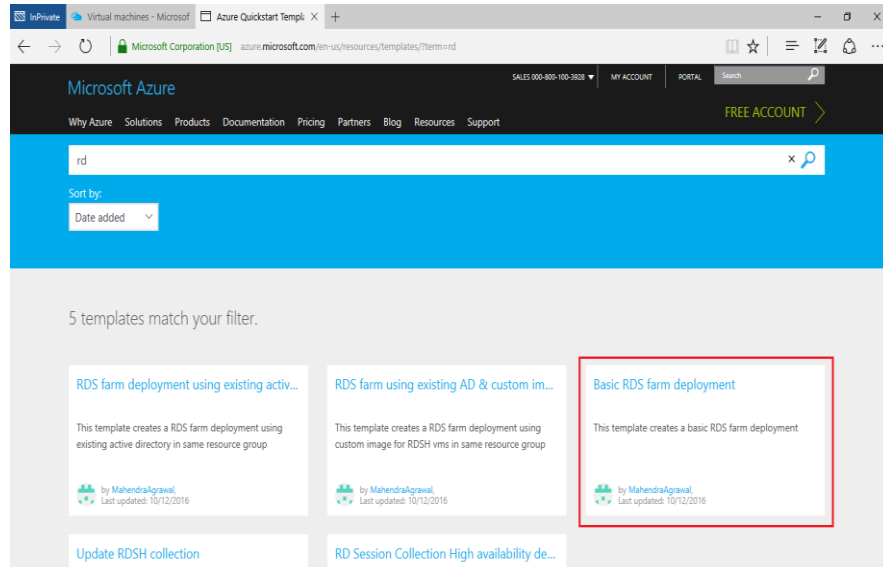 InPrivate
Virtual machines - Microsof
Azure Quickstart Templa
Microsoft Corporation [US] azure.microsoft.com/en-us/resources/templates/?term=rd
SALES 000-800-100-3928 MY ACCOUNT PORTAL Search
Microsoft Azure
FREE ACCOUNT
Why Azure Solutions Products Documentation Pricing Partners Blog Resources Support
rd
Sort by:
Date added
5 templates match your filter.
RDS farm deployment using existing activ...
This template creates a RDS farm deployment using
existing active directory in same resource group
by MahendraAgrawal,
Last updated: 10/12/2016
RDS farm using existing AD & custom im...
This template creates a RDS farm deployment using
custom image for RDSH vms in same resource group
by MahendraAgrawal,
Last updated: 10/12/2016
Basic RDS farm deployment
This template creates a basic RDS farm deployment
by MahendraAgrawal,
Last updated: 10/12/2016
Update RDSH collection
RD Session Collection High availability de...